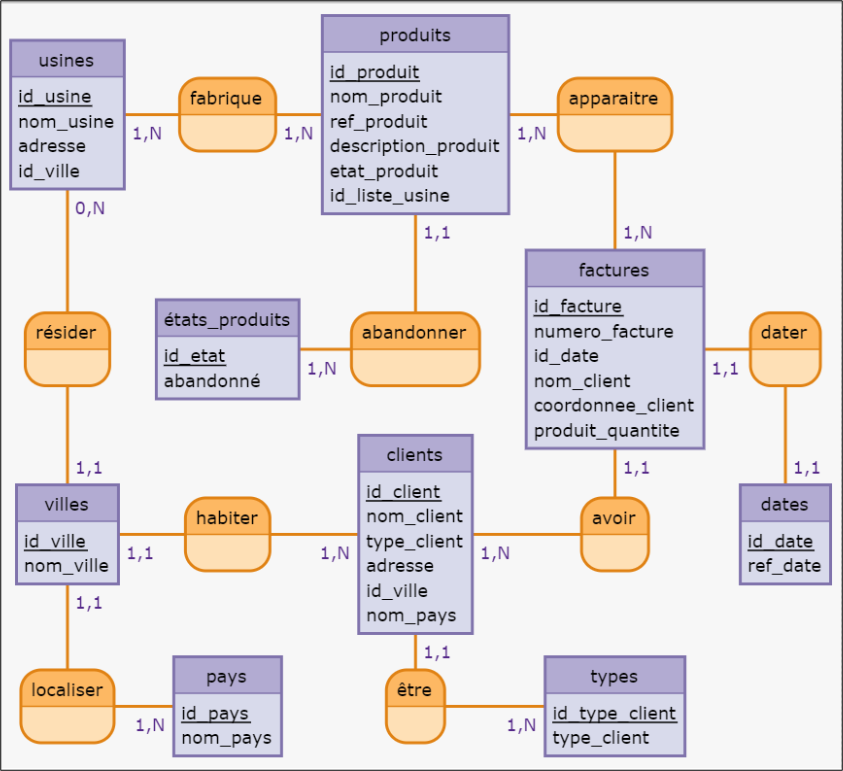 usines
id_usine
nom_usine
adresse
id_ville
1,N
fabrique
1,N
produits
id_produit
nom_produit
ref_produit
description_produit
etat_produit
id_liste_usine
1,N
apparaitre
0,N
1,1
1,N
résider
états_produits
id_etat
abandonné
1,N
abandonner
factures
id_facture
numero_facture
id_date
nom_client
coordonnee_client
produit_quantite
1,1
dater
1,1
1,1
1,1
villes
id_ville
nom_ville
1,1
habiter
1,N
clients
id_client
nom_client
type_client
adresse
id_ville
nom_pays
1,N
avoir
dates
id_date
ref_date
1,1
1,1
localiser
1,N
pays
id_pays
nom_pays
être
1,N
types
id_type_client
type_client